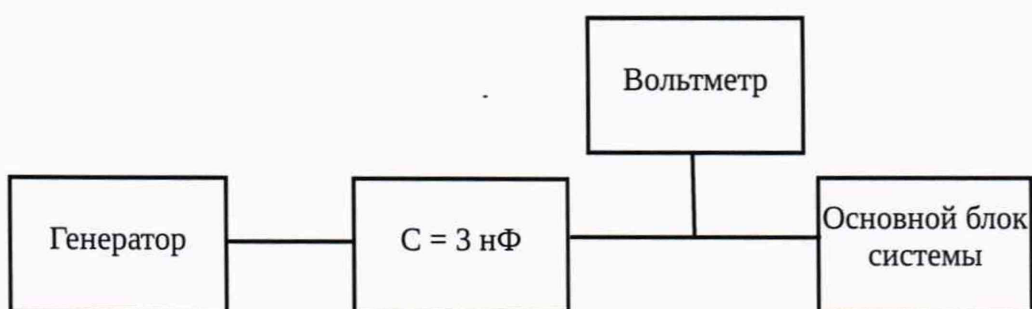 Вольтметр
Генератор
С = 3 нФ
Основной блок
системы